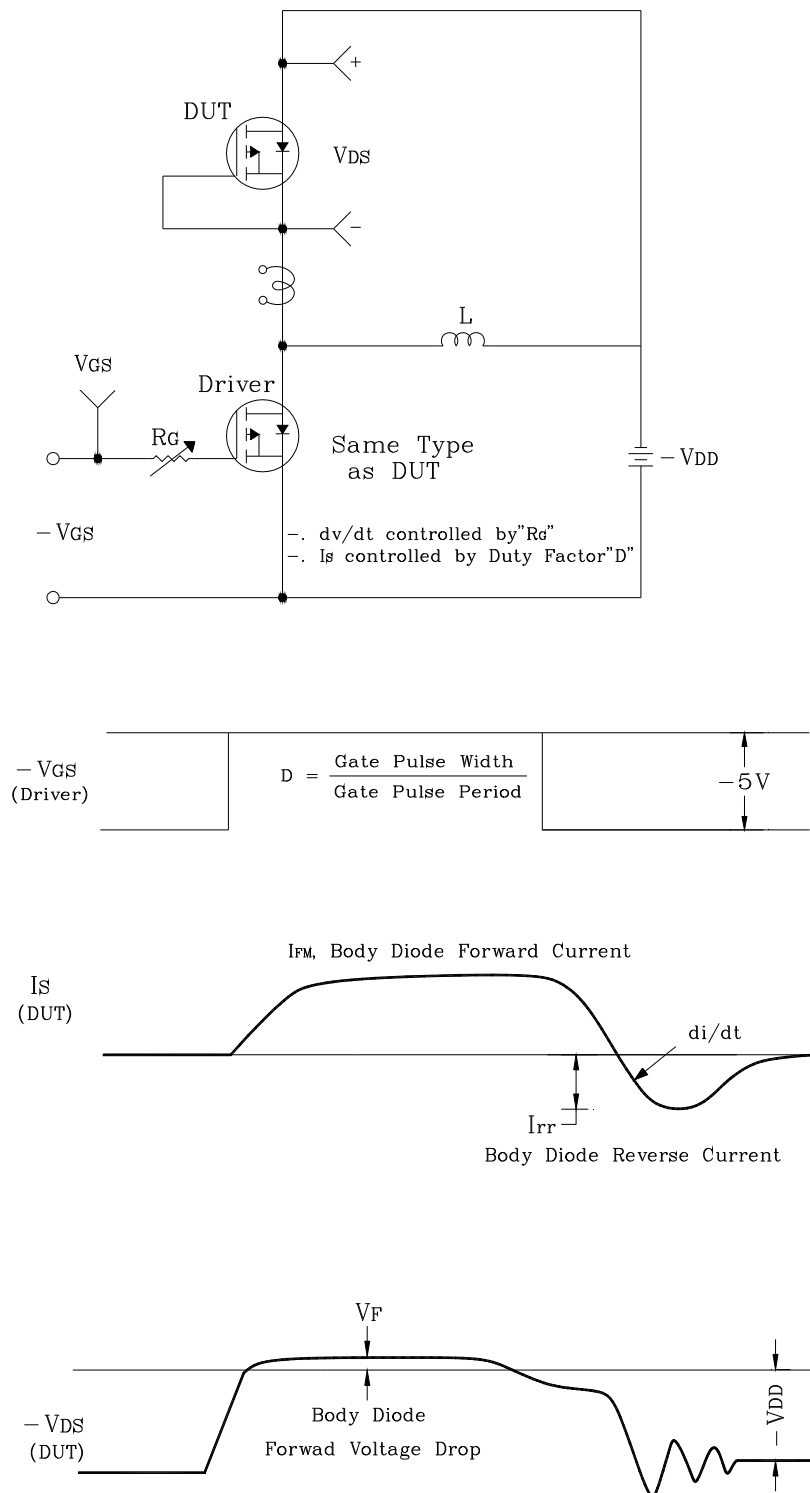 +
DUT
VDS
-
L
VGS
Driver
RG
Same Type
as DUT
-VDD
-VGS
-. dv/dt controlled by"RG"
-. IS controlled by Duty Factor"D"
-VGS
(Driver)
D = Gate Pulse Width
Gate Pulse Period
-5V
IFM, Body Diode Forward Current
IS
(DUT)
di/dt
Irr
Body Diode Reverse Current
VF
-VDD
-VDS
(DUT)
Body Diode
Forwad Voltage Drop